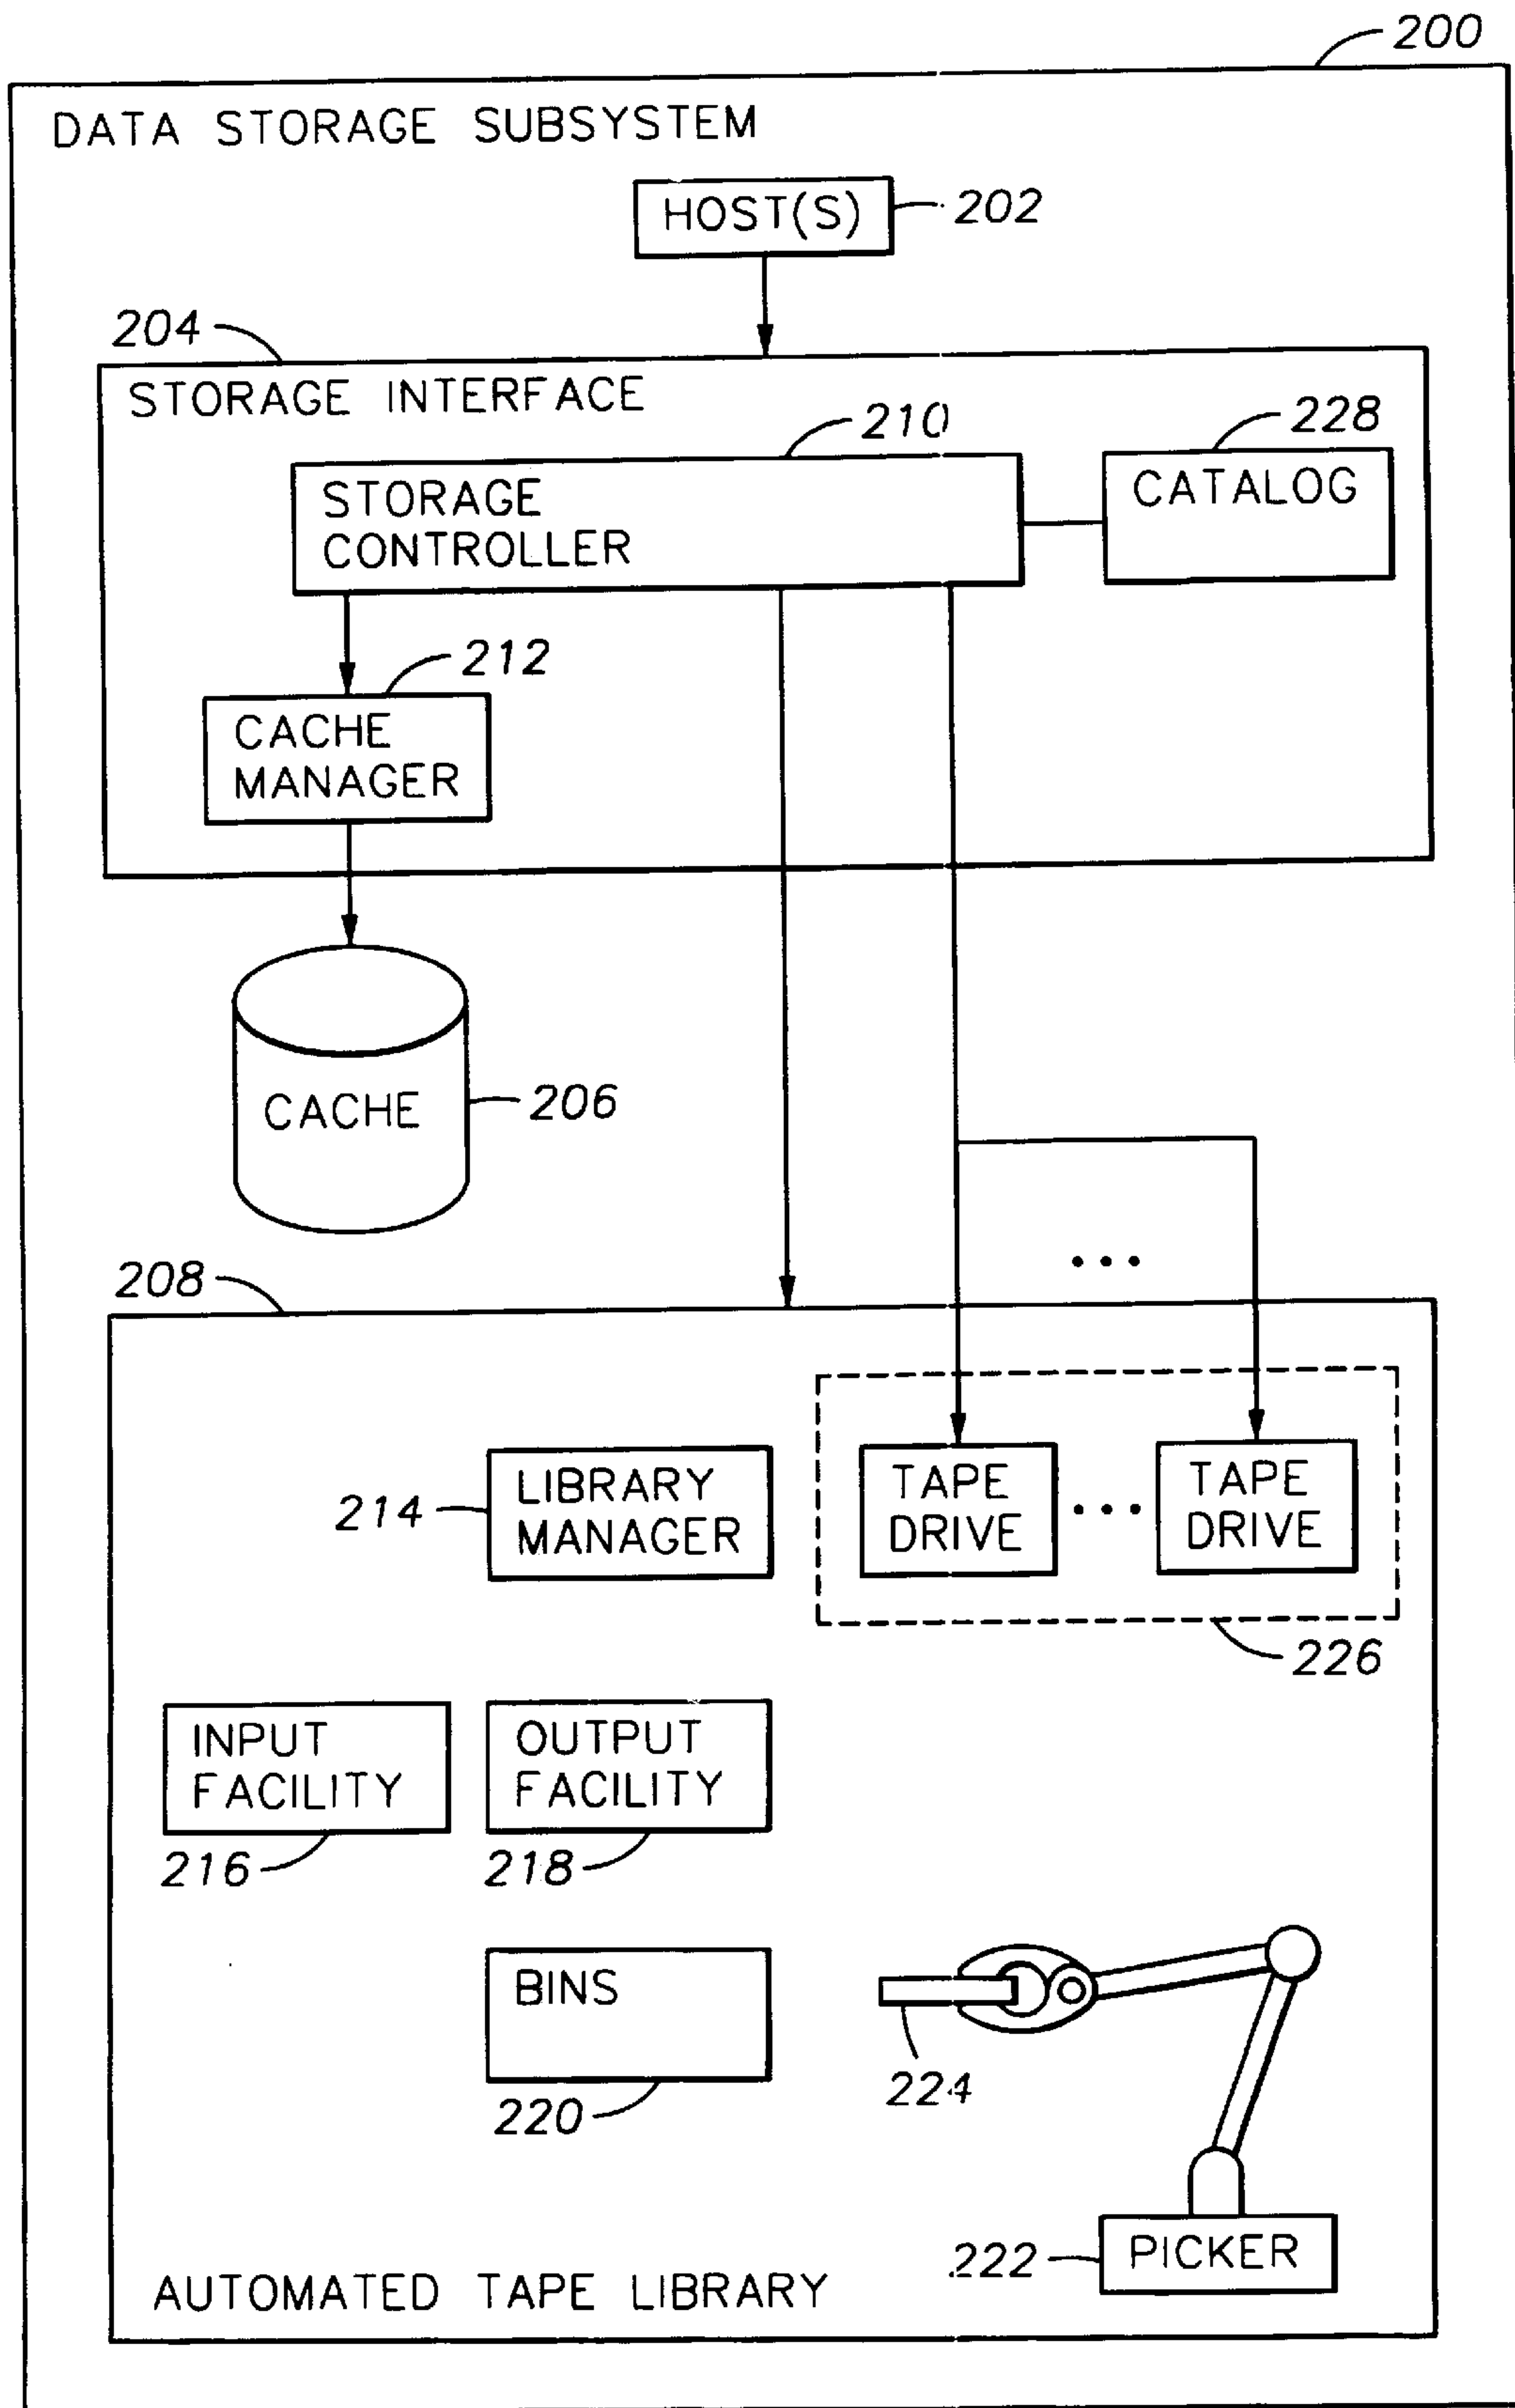 200
DATA STORAGE SUBSYSTEM
HOST(S)
202
204
STORAGE INTERFACE
210
228
STORAGE
CONTROLLER
CATALOG
212
CACHE
MANAGER
CACHE
206
208
...
LIBRARY
MANAGER
214
TAPE
DRIVE
...
TAPE
DRIVE
226
INPUT
FACILITY
OUTPUT
FACILITY
216
218
BINS
220
224
222
PICKER
AUTOMATED TAPE LIBRARY